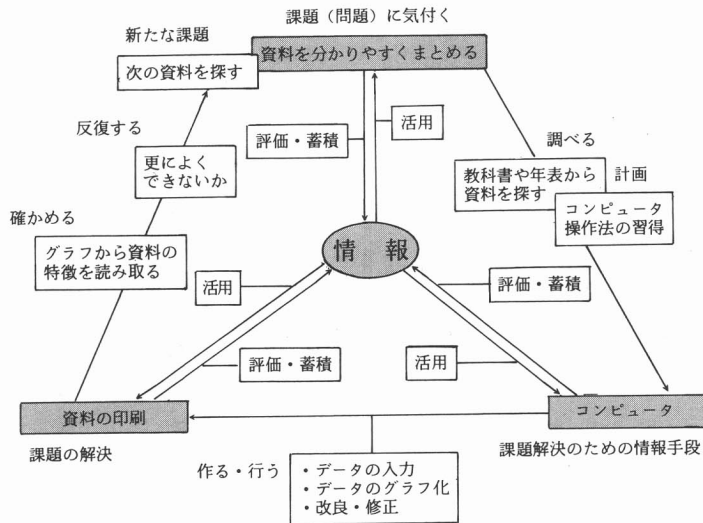 課題（問題）に気付く
新たな課題
資料を分かりやすくまとめる
次の資料を探す
反復する
評価・蓄積
活用
調べる
更によく
できないか
教科書や年表から
資料を探す
計画
コンピュータ
操作法の習得
確かめる
グラフから資料の
特徴を読み取る
情　報
活用
評価・蓄積
評価・蓄積
活用
資料の印刷
コンピュータ
課題の解決
課題解決のための情報手段
作る・行う
・データの入力
・データのグラフ化
・改良・修正